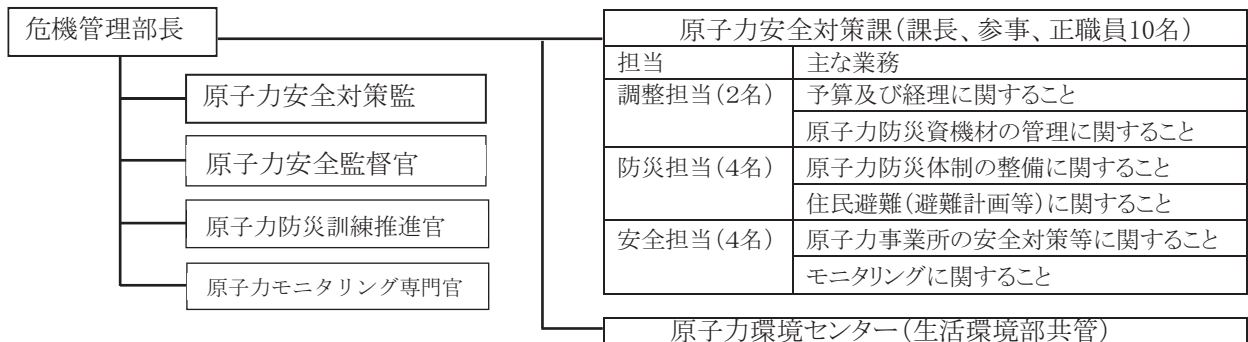 危機管理部長
原子力安全対策監
原子力安全監督官
原子力防災訓練推進官
原子力モニタリング専門官
原子力安全対策課(課長、参事、正職員10名)
担当 主な業務
調整担当(2名) 予算及び経理に関すること
原子力防災資機材の管理に関すること
防災担当(4名) 原子力防災体制の整備に関すること
住民避難(避難計画等)に関すること
安全担当(4名) 原子力事業所の安全対策等に関すること
モニタリングに関すること
原子力環境センター(生活環境部共管)